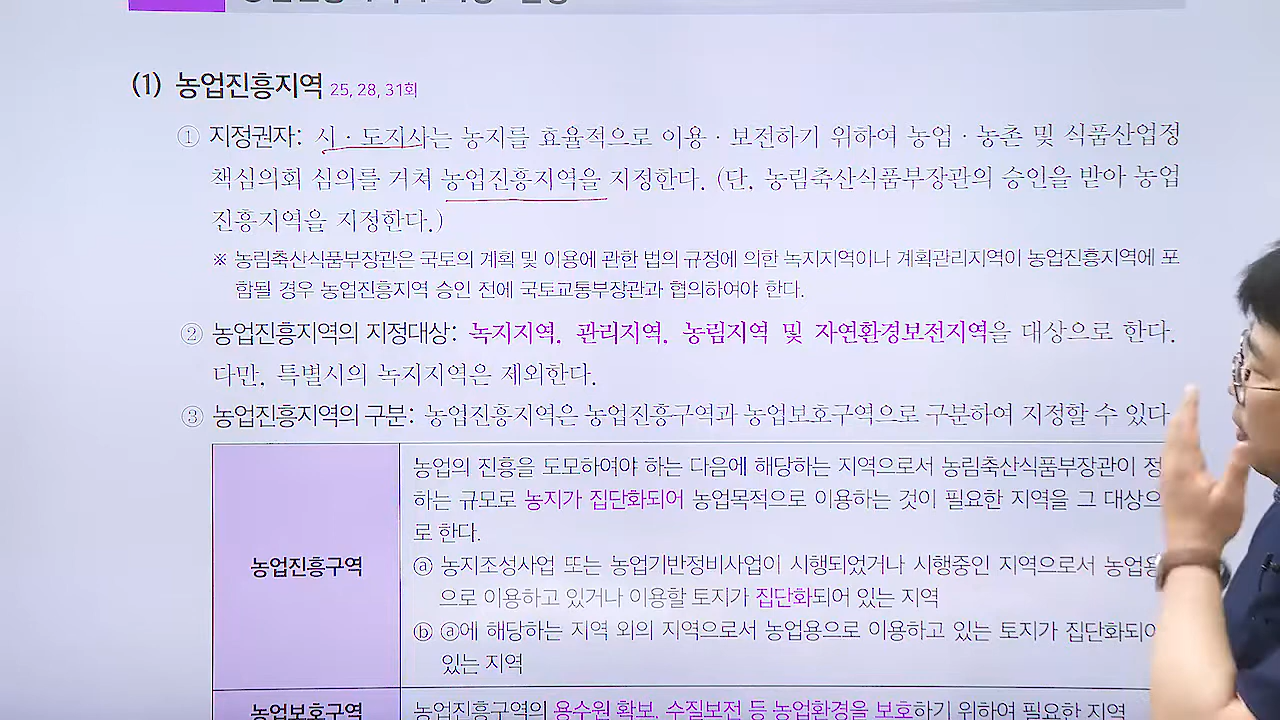 (1) 농업진흥지역 25, 28, 31회
① 지정권자: 시·도지사는 농지를 효율적으로 이용·보전하기 위하여 농업·농촌 및 식품산업정
책심의회 심의를 거쳐 농업진흥지역을 지정한다. (단, 농림축산식품부장관의 승인을 받아 농업
진흥지역을 지정한다.)
※ 농림축산식품부장관은 국토의 계획 및 이용에 관한 법의 규정에 의한 녹지지역이나 계획관리지역이 농업진흥지역에 포
함될 경우 농업진흥지역 승인 전에 국토교통부장관과 협의하여야 한다.
② 농업진흥지역의 지정대상: 녹지지역, 관리지역, 농림지역 및 자연환경보전지역을 대상으로 한다.
다만, 특별시의 녹지지역은 제외한다.
③ 농업진흥지역의 구분: 농업진흥지역은 농업진흥구역과 농업보호구역으로 구분하여 지정할 수 있다
농업진흥구역
농업의 진흥을 도모하여야 하는 다음에 해당하는 지역으로서 농림축산식품부장관이 정
하는 규모로 농지가 집단화되어 농업목적으로 이용하는 것이 필요한 지역을 그 대상으
로 한다.
ⓐ 농지조성사업 또는 농업기반정비사업이 시행되었거나 시행중인 지역으로서 농업용
으로 이용하고 있거나 이용할 토지가 집단화되어 있는 지역
ⓑ ⓐ에 해당하는 지역 외의 지역으로서 농업용으로 이용하고 있는 토지가 집단화되어
있는 지역
농업보호구역
농업진흥구역의 용수원 확보, 수질보전 등 농업환경을 보호하기 위하여 필요한 지역